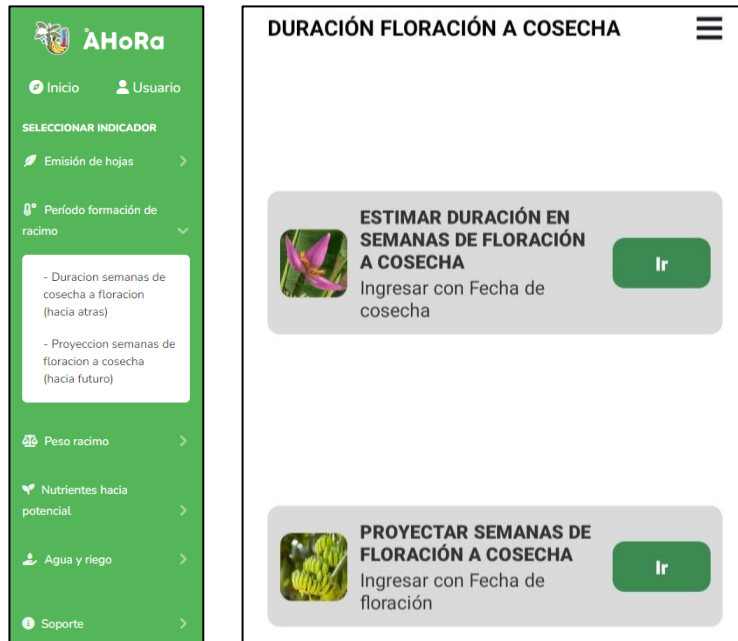 AHoRa
Inicio
Usuario
SELECCIONAR INDICADOR
Emisión de hojas
Período formación de
racimo
- Duracion semanas de
cosecha a floracion
(hacia atras)
- Proyeccion semanas de
floracion a cosecha
(hacia futuro)
Peso racimo
Nutrientes hacia
potencial
Agua y riego
Soporte
DURACIÓN FLORACIÓN A COSECHA
ESTIMAR DURACIÓN EN
SEMANAS DE FLORACIÓN
A COSECHA
Ingresar con Fecha de
cosecha
Ir
PROYECTAR SEMANAS DE
FLORACIÓN A COSECHA
Ingresar con Fecha de
floración
Ir